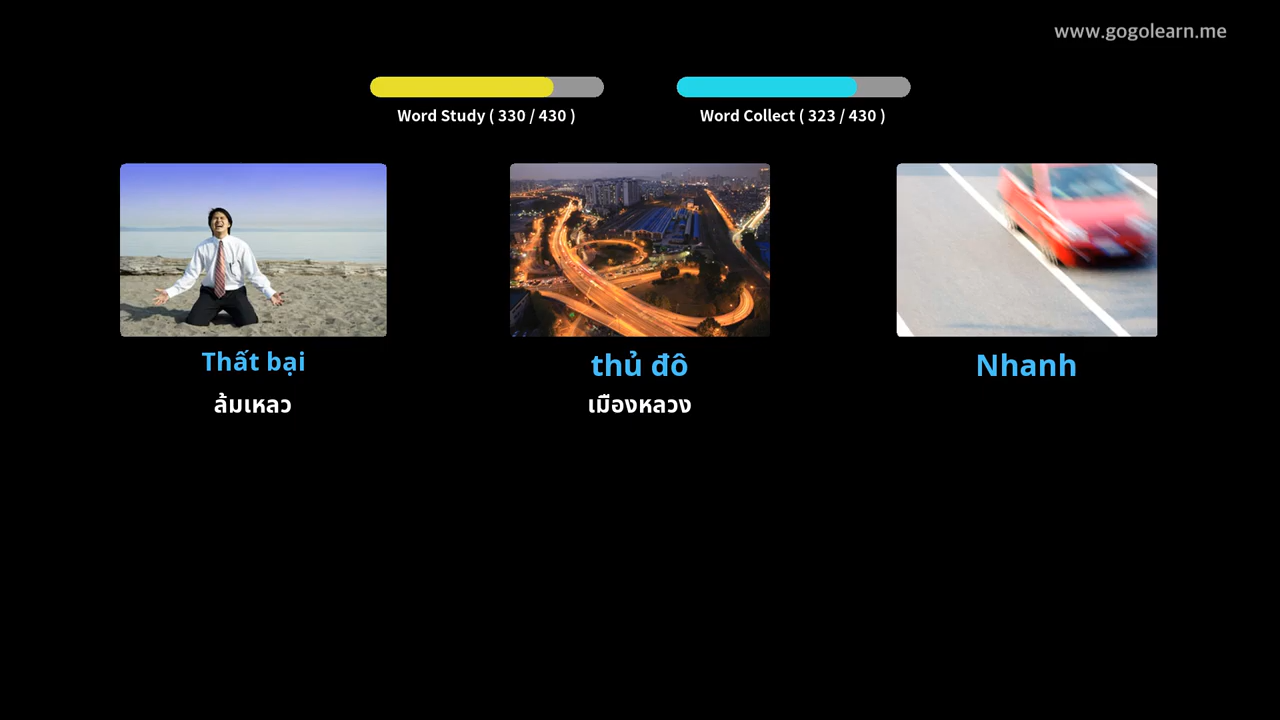 www.gogolearn.me
Word Study ( 330 / 430 )
Word Collect ( 323 / 430 )
Thất bại
ล้มเหลว
thủ đô
เมืองหลวง
Nhanh